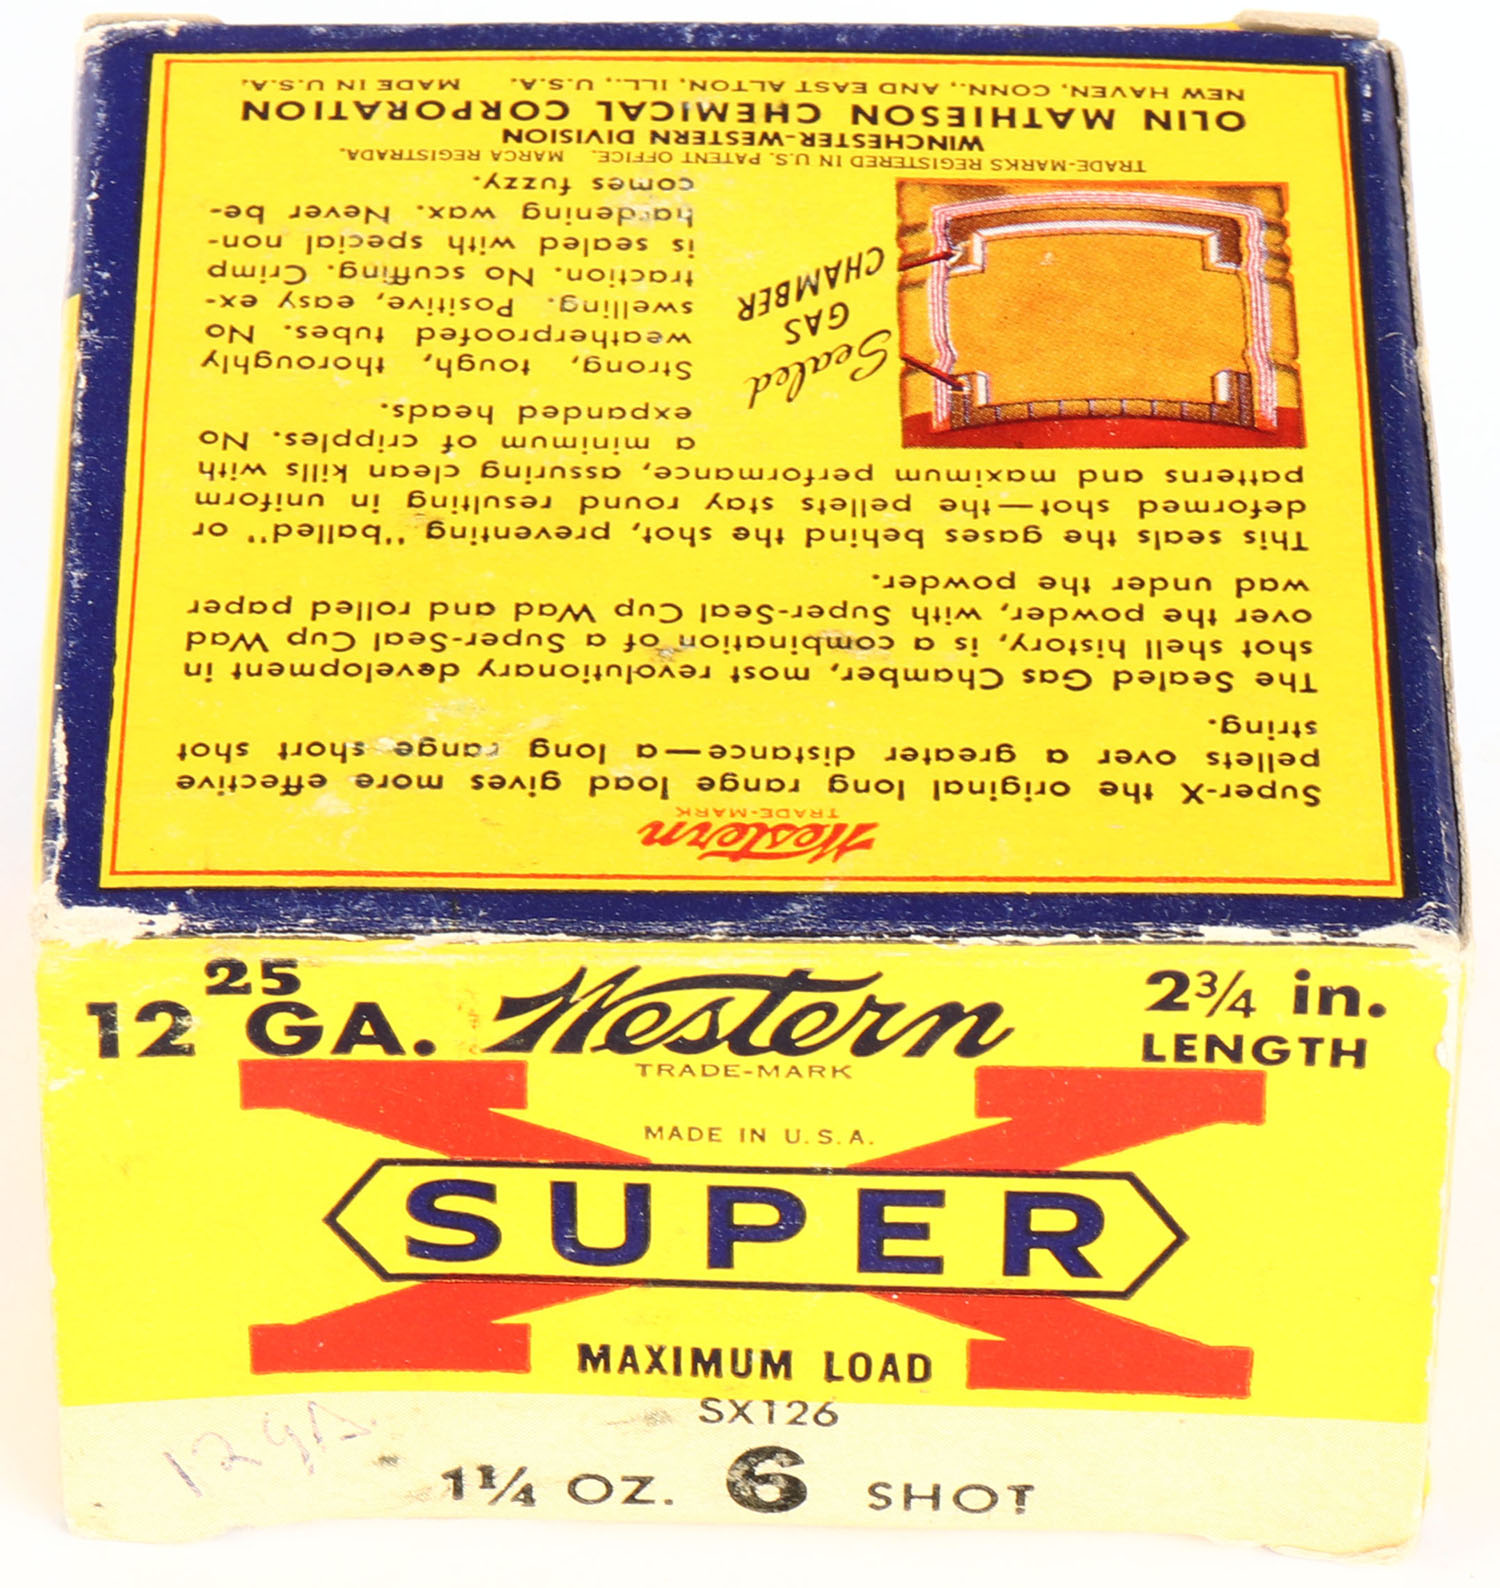 Western
TRADE-MARK
Super-X the original long range load gives more effective
pellets over a greater distance—a long range short shot
string.
The Sealed Gas Chamber, most revolutionary development in
shot shell history, is a combination of a Super-Seal Cup Wad
over the powder, with Super-Seal Cup Wad and rolled paper
wad under the powder.
This seals the gases behind the shot, preventing "balled" or
deformed shot—the pellets stay round resulting in uniform
patterns and maximum performance, assuring clean kills with
a minimum of cripples. No
expanded heads.
Strong, tough, thoroughly
weatherproofed tubes. No
swelling. Positive, easy ex-
traction. No scuffing. Crimp
is sealed with special non-
hardening wax. Never be-
comes fuzzy.
Sealed
GAS
CHAMBER
TRADE-MARKS REGISTERED IN U.S. PATENT OFFICE. MARCA REGISTRADA.
WINCHESTER-WESTERN DIVISION
OLIN MATHIESON CHEMICAL CORPORATION
NEW HAVEN, CONN., AND EAST ALTON, ILL., U.S.A. MADE IN U.S.A.
25
12 GA.
Western
TRADE-MARK
2¾ in.
LENGTH
MADE IN U.S.A.
X
SUPER
MAXIMUM LOAD
SX126
12 ga
1¼ OZ. 6 SHOT